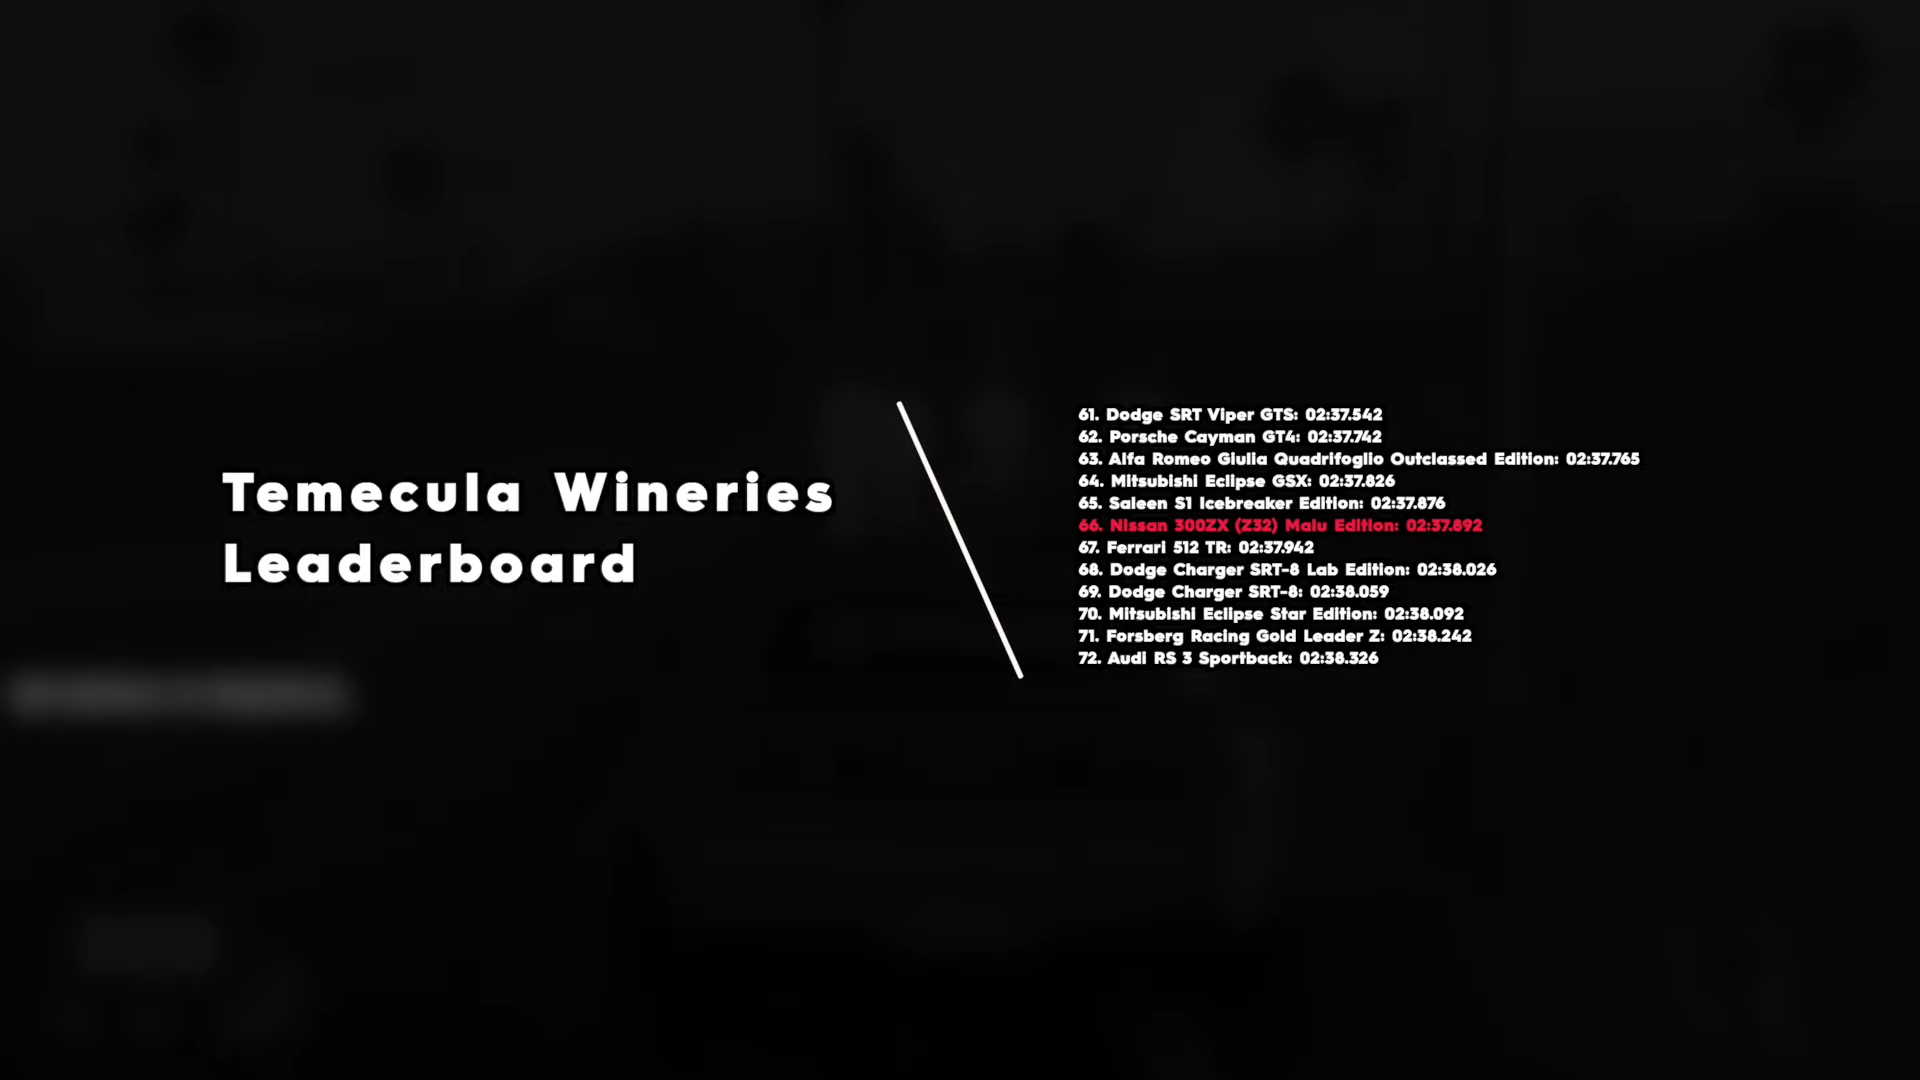 Temecula Wineries
Leaderboard
61. Dodge SRT Viper GTS: 02:37.542
62. Porsche Cayman GT4: 02:37.742
63. Alfa Romeo Giulia Quadrifoglio Outclassed Edition: 02:37.765
64. Mitsubishi Eclipse GSX: 02:37.826
65. Saleen S1 Icebreaker Edition: 02:37.876
66. Nissan 300ZX (Z32) Malu Edition: 02:37.892
67. Ferrari 512 TR: 02:37.942
68. Dodge Charger SRT-8 Lab Edition: 02:38.026
69. Dodge Charger SRT-8: 02:38.059
70. Mitsubishi Eclipse Star Edition: 02:38.092
71. Forsberg Racing Gold Leader Z: 02:38.242
72. Audi RS 3 Sportback: 02:38.326